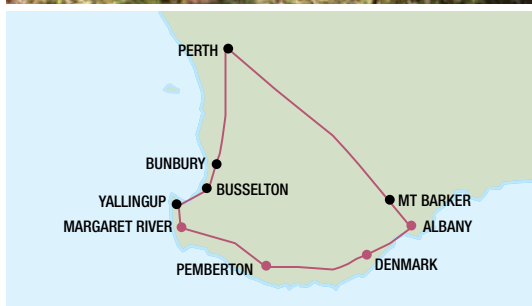 PERTH
BUNBURY
BUSSELTON
YALLINGUP
MT BARKER
MARGARET RIVER
ALBANY
PEMBERTON
DENMARK